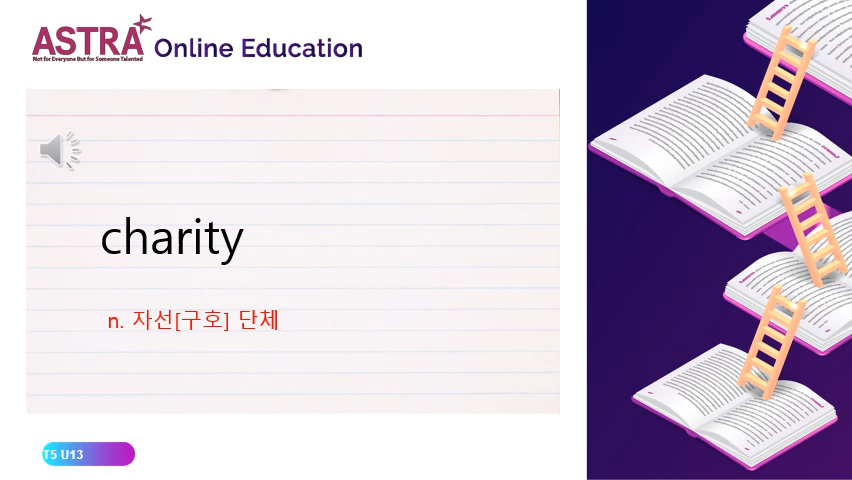 ASTRA
Not for Everyone But for Someone Talented
Online Education
charity
n. 자선[구호] 단체
T5 U13